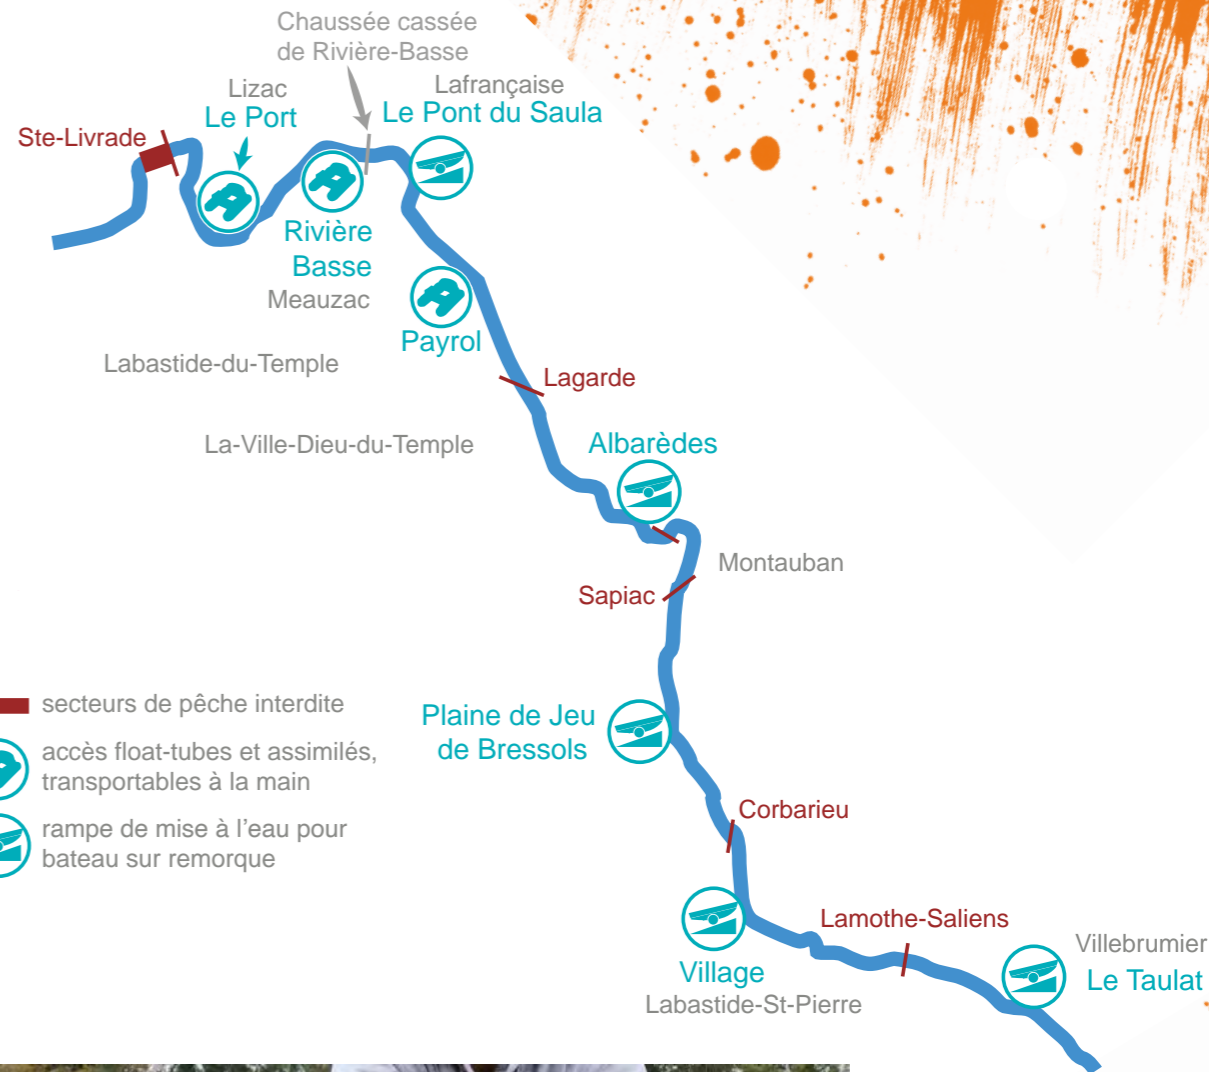 Chaussée cassée
de Rivière-Basse
Lizac
Le Port
Lafrançaise
Le Pont du Saula
Ste-Livrade
Rivière
Basse
Meauzac
Payrol
Labastide-du-Temple
Lagarde
La-Ville-Dieu-du-Temple
Albarèdes
Montauban
Sapiac
secteurs de pêche interdite
accès float-tubes et assimilés,
transportables à la main
rampe de mise à l'eau pour
bateau sur remorque
Plaine de Jeu
de Bressols
Corbarieu
Lamothe-Saliens
Village
Labastide-St-Pierre
Villebrumier
Le Taulat